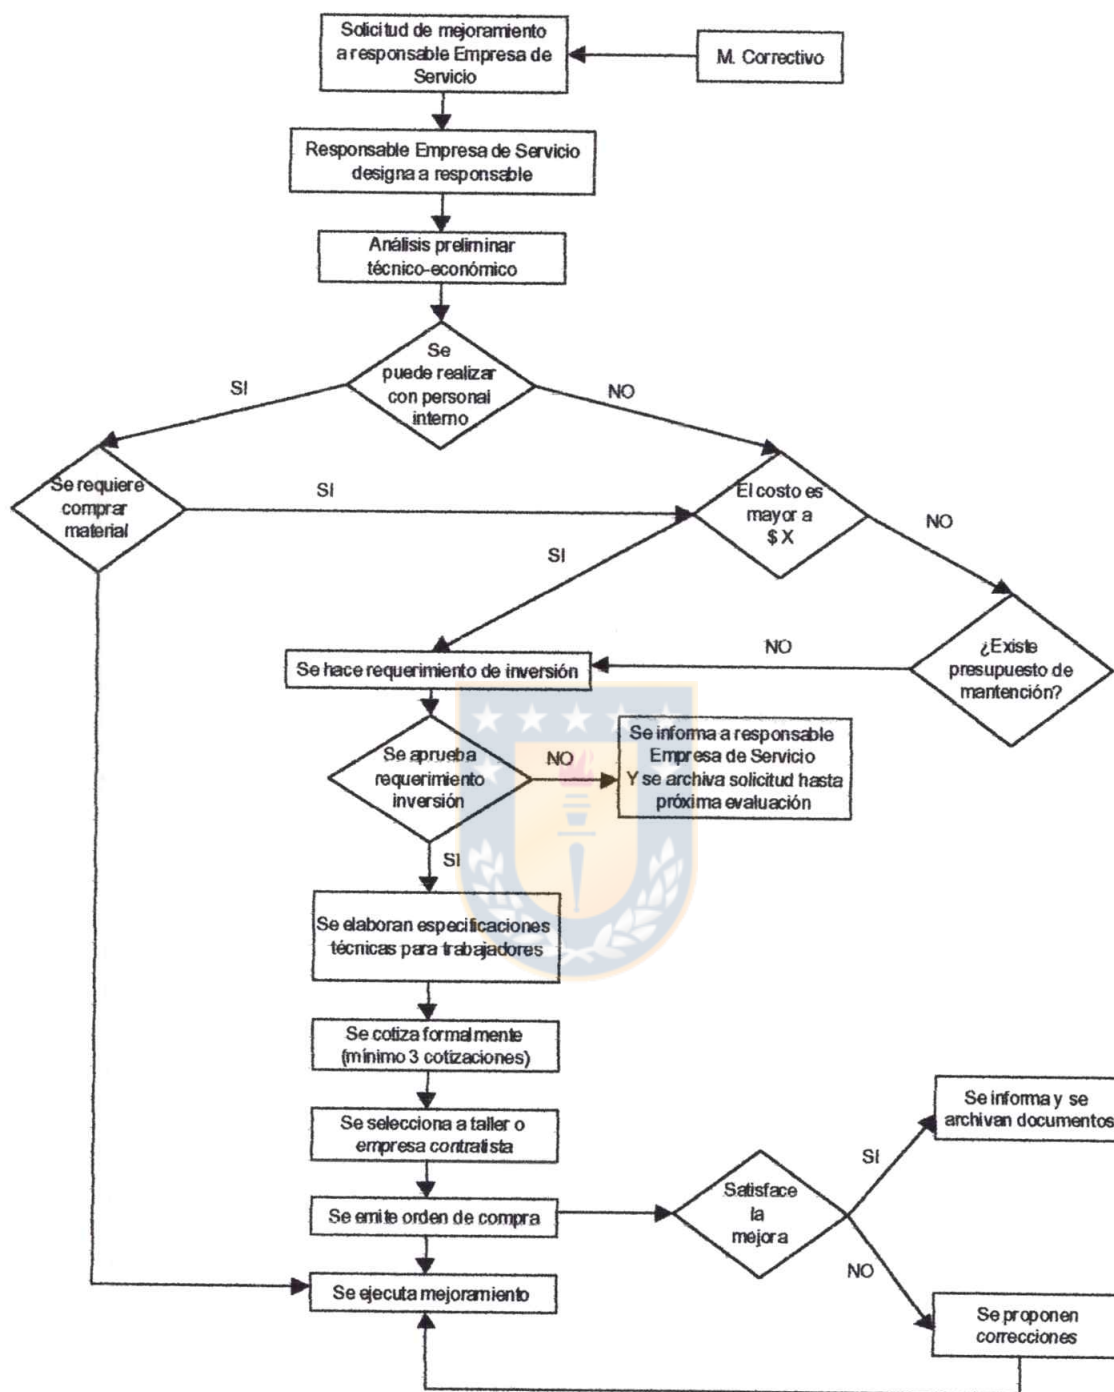 Solicitud de mejoramiento
a responsable Empresa de
Servicio
M. Correctivo
Responsable Empresa de Servicio
designa a responsable
Análisis preliminar
técnico-económico
Se
puede realizar
con personal
interno
SI
NO
Se requiere
comprar
material
SI
El costo es
mayor a
$ X
NO
SI
¿Existe
presupuesto de
mantención?
NO
Se hace requerimiento de inversión
Se aprueba
requerimiento
inversión
NO
Se informa a responsable
Empresa de Servicio
Y se archiva solicitud hasta
próxima evaluación
SI
Se elaboran especificaciones
técnicas para trabajadores
Se cotiza formalmente
(mínimo 3 cotizaciones)
Se selecciona a taller o
empresa contratista
Se emite orden de compra
Satisface
la
mejora
SI
Se informa y se
archivan documentos
NO
Se proponen
correcciones
Se ejecuta mejoramiento